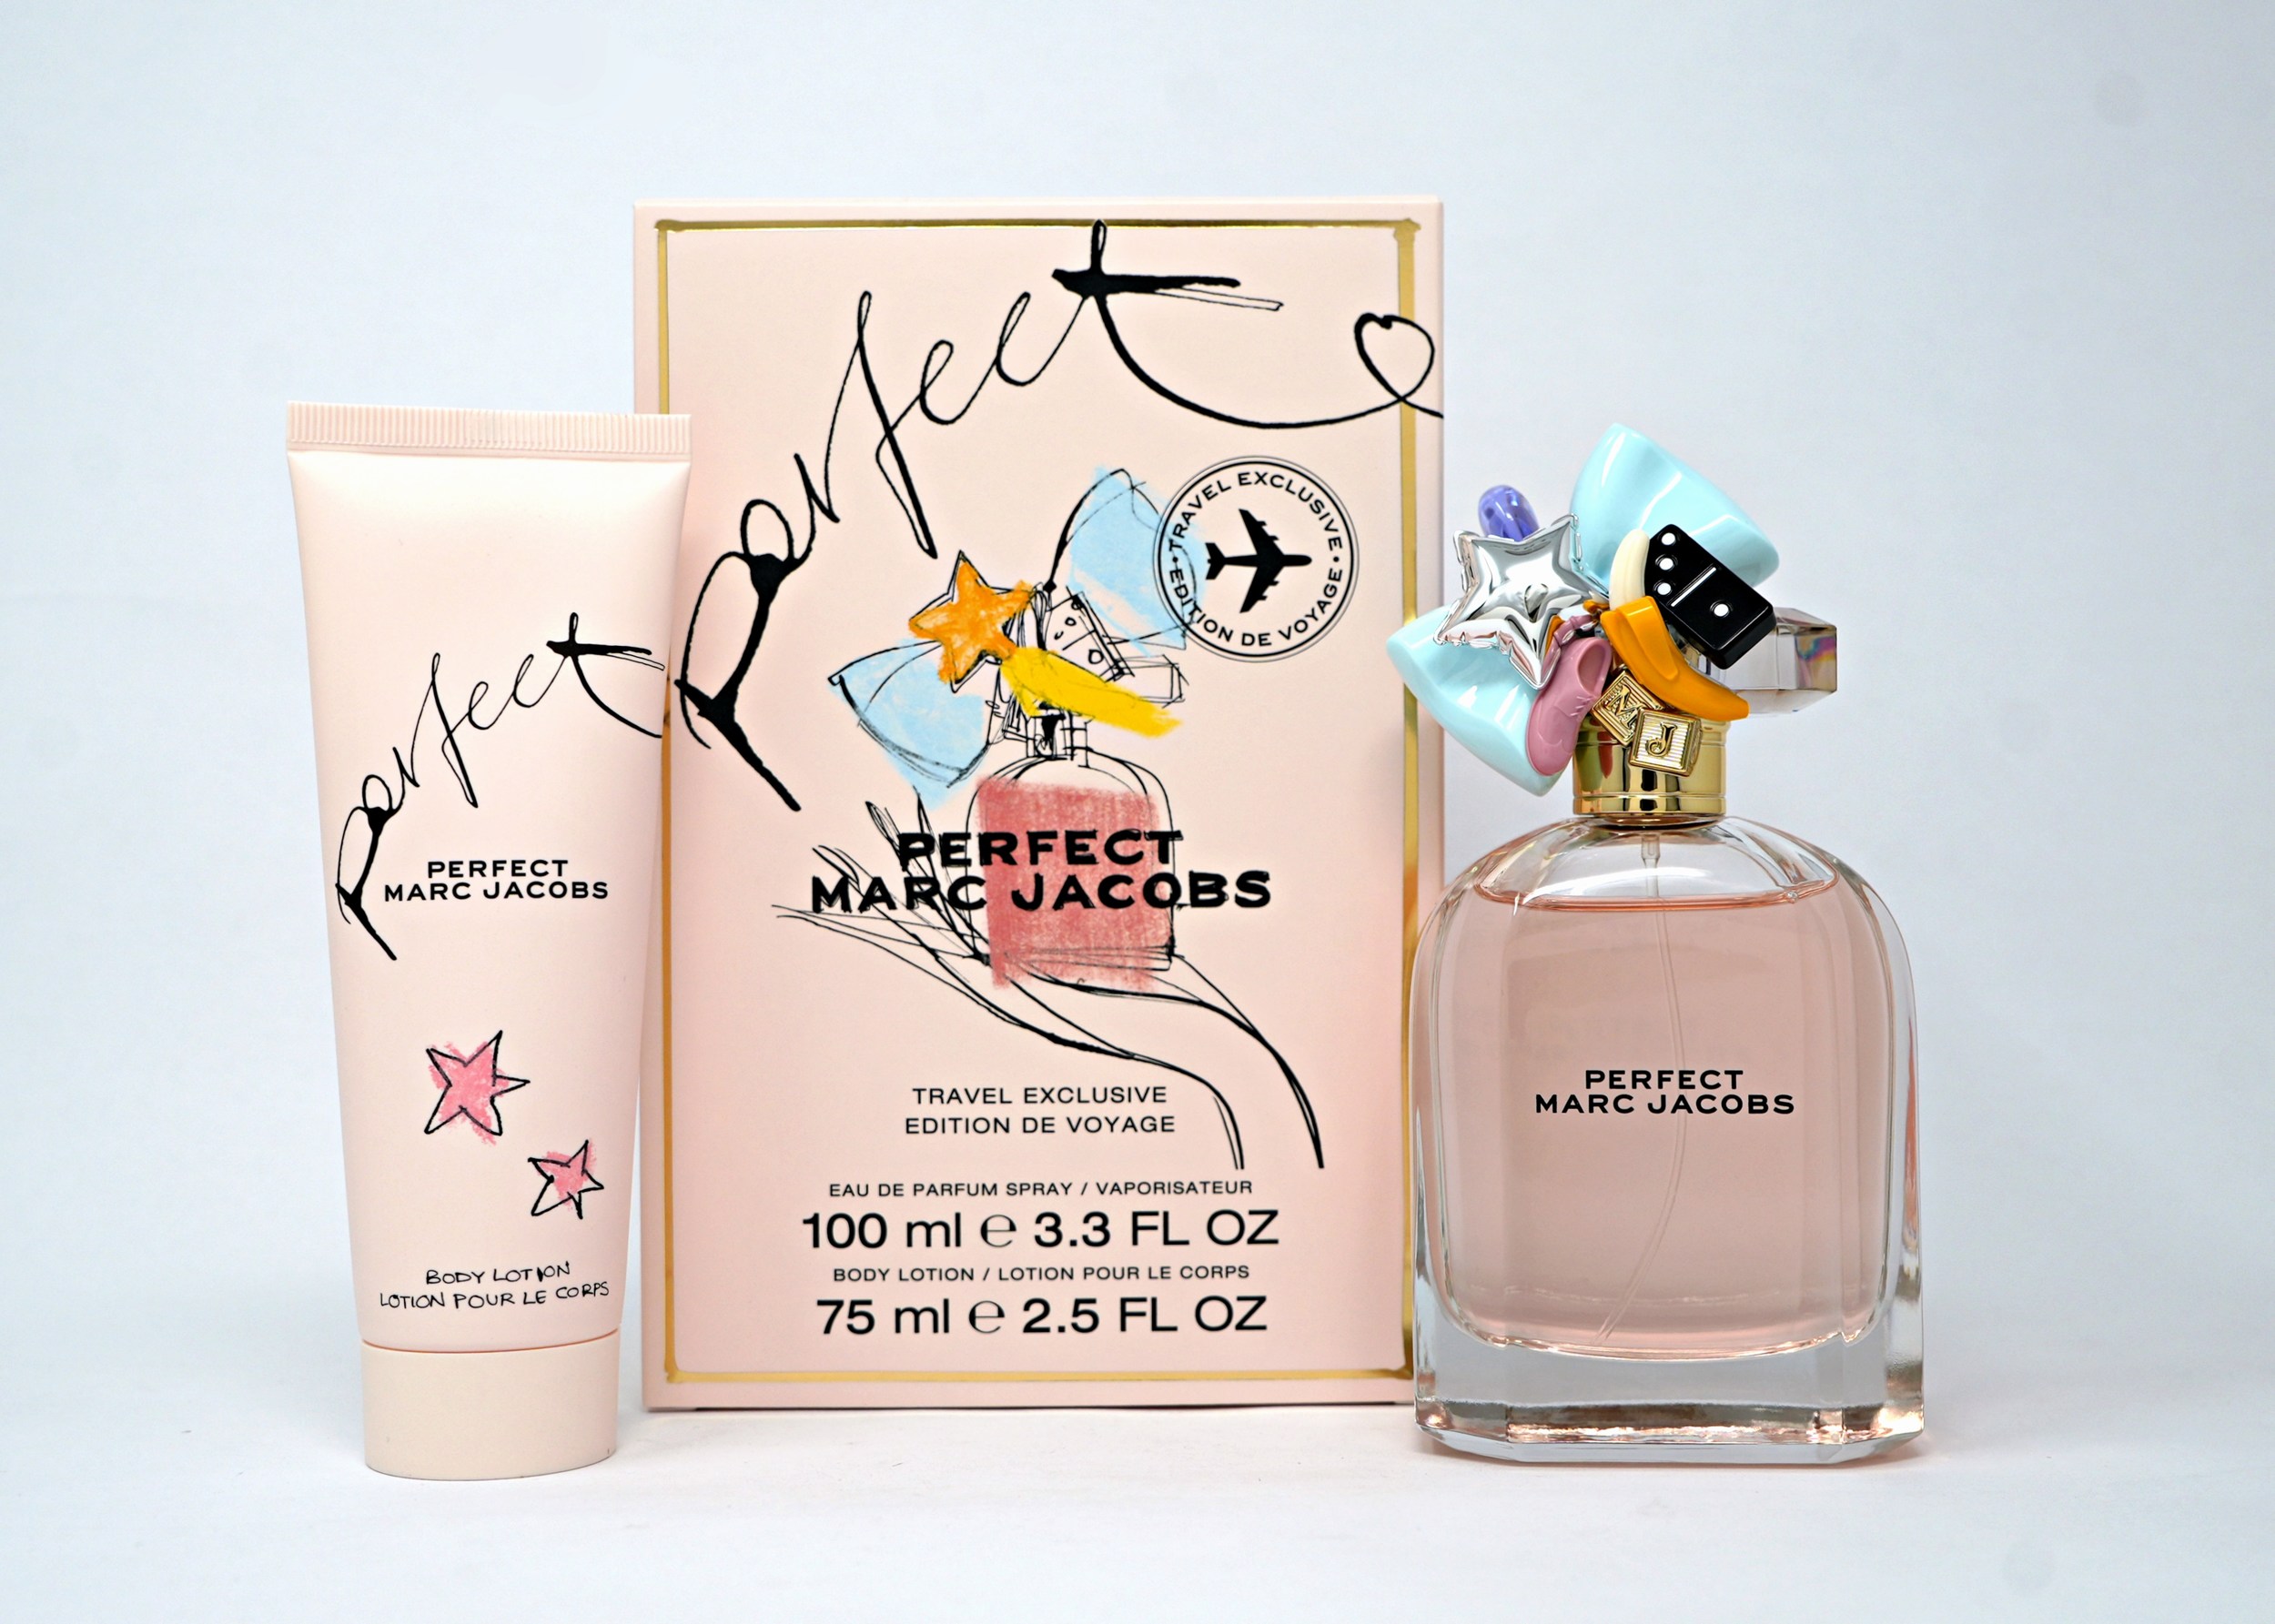 Perfect
PERFECT
MARC JACOBS
BODY LOTION
LOTION POUR LE CORPS
Perfect
• TRAVEL EXCLUSIVE •
EDITION DE VOYAGE
PERFECT
MARC JACOBS
TRAVEL EXCLUSIVE
EDITION DE VOYAGE
EAU DE PARFUM SPRAY / VAPORISATEUR
100 ml ℮ 3.3 FL OZ
BODY LOTION / LOTION POUR LE CORPS
75 ml ℮ 2.5 FL OZ
M
J
PERFECT
MARC JACOBS